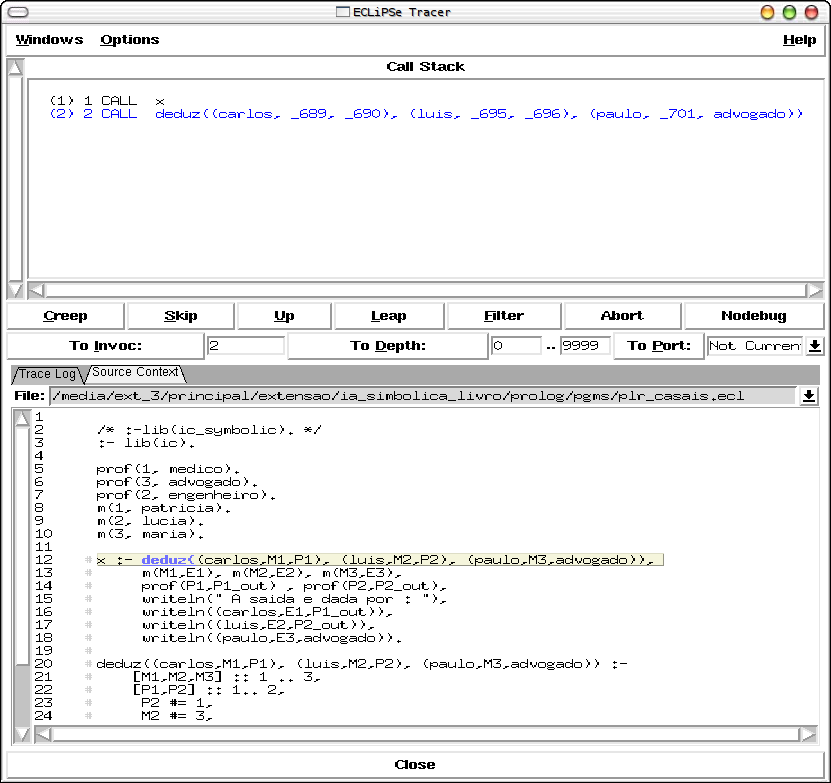 ECLiPSe Tracer
Windows Options Help
Call Stack
(1) 1 CALL x
(2) 2 CALL deduz((carlos, _689, _690), (luis, _695, _696), (paulo, _701, advogado))
Creep Skip Up Leap Filter Abort Nodebug
To Invoc: 2 To Depth: 0 .. 9999 To Port: Not Curren
Trace Log Source Context
File: /media/ext_3/principal/extensao/ia_simbolica_livro/prolog/pgms/plr_casais.ecl
1
2 /* :-lib(ic_symbolic). */
3 :- lib(ic).
4
5 prof(1, medico).
6 prof(3, advogado).
7 prof(2, engenheiro).
8 m(1, patricia).
9 m(2, lucia).
10 m(3, maria).
11
12 # x :- deduz((carlos,M1,P1), (luis,M2,P2), (paulo,M3,advogado)),
13 # m(M1,E1), m(M2,E2), m(M3,E3),
14 # prof(P1,P1_out) , prof(P2,P2_out),
15 # writeln(" A saida e dada por : "),
16 # writeln((carlos,E1,P1_out)),
17 # writeln((luis,E2,P2_out)),
18 # writeln((paulo,E3,advogado)).
19 #
20 # deduz((carlos,M1,P1), (luis,M2,P2), (paulo,M3,advogado)) :-
21 # [M1,M2,M3] :: 1 .. 3,
22 # [P1,P2] :: 1.. 2,
23 # P2 #= 1,
24 # M2 #= 3,
Close